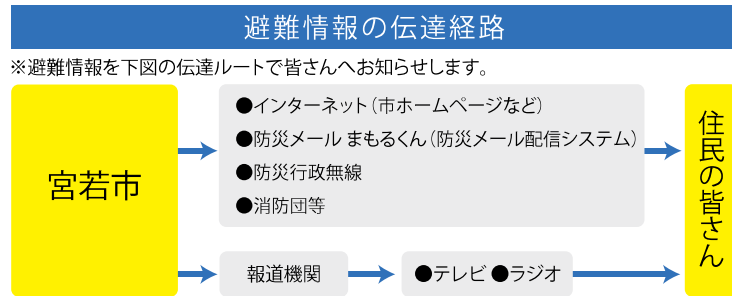 避難情報の伝達経路
※避難情報を下図の伝達ルートで皆さんへお知らせします。
宮若市
●インターネット（市ホームページなど）
●防災メール まもるくん（防災メール配信システム）
●防災行政無線
●消防団等
報道機関
●テレビ ●ラジオ
住民の皆さん